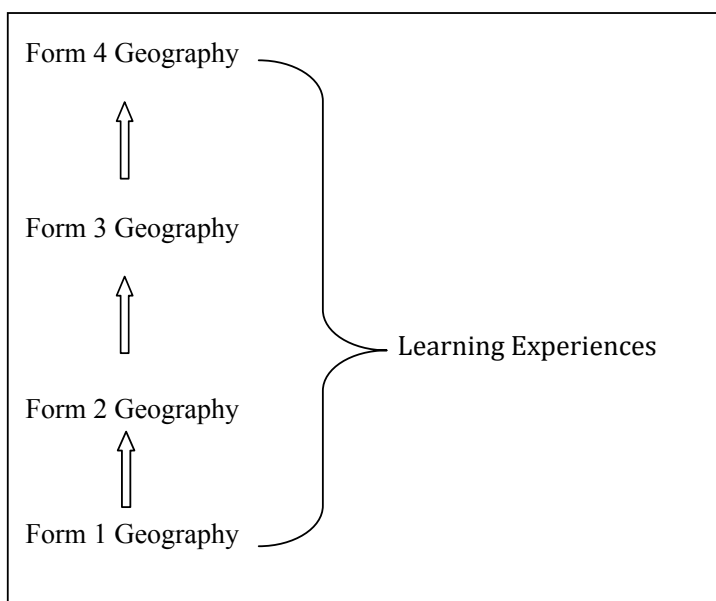 Form 4 Geography
Form 3 Geography
Learning Experiences
Form 2 Geography
Form 1 Geography